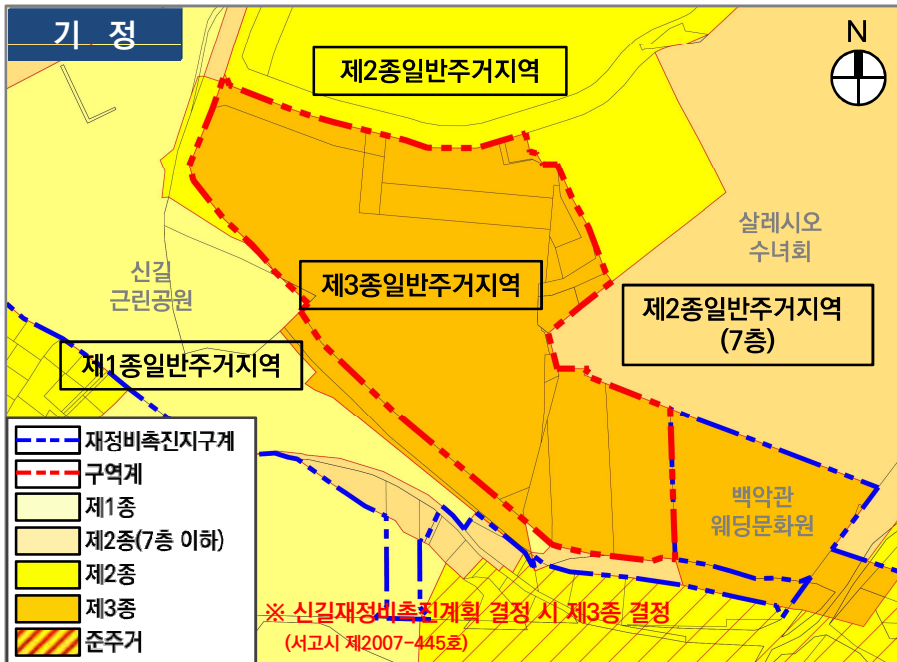 기 정
제2종일반주거지역
N
살레시오
수녀회
신길
근린공원
제3종일반주거지역
제2종일반주거지역
(7층)
제1종일반주거지역
재정비촉진지구계
구역계
제1종
제2종(7층 이하)
제2종
제3종
준주거
백악관
웨딩문화원
※ 신길재정비촉진계획 결정 시 제3종 결정
(서고시 제2007-445호)